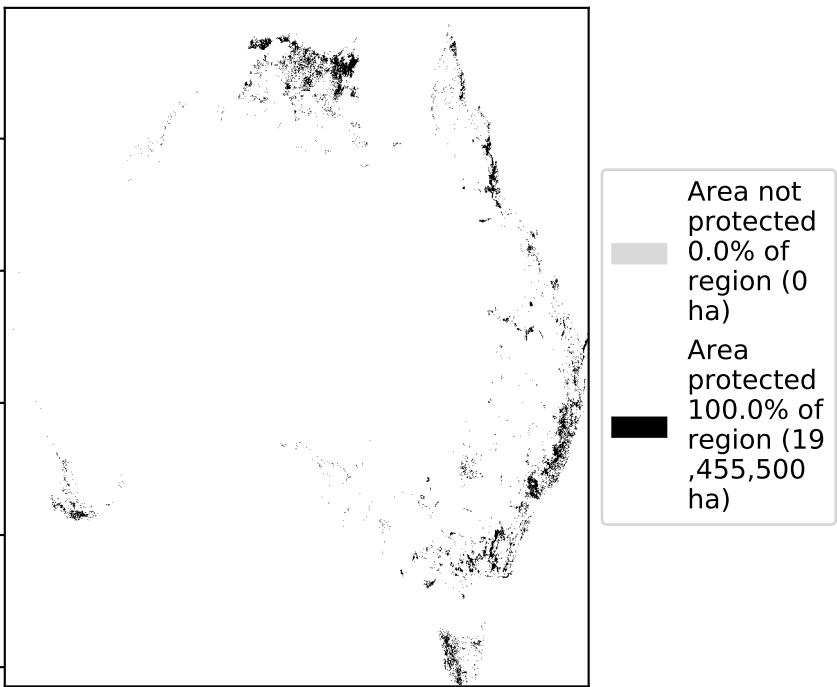 Area not
protected
0.0% of
region (0
ha)
Area
protected
100.0% of
region (19
,455,500
ha)